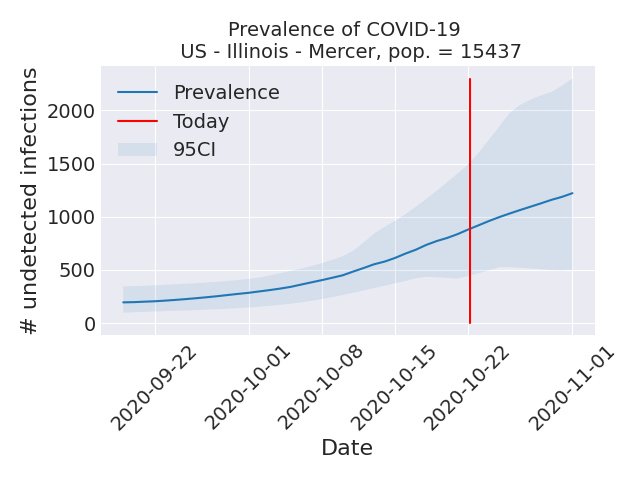 Prevalence of COVID-19
US - Illinois - Mercer, pop. = 15437
Prevalence
Today
95CI
# undetected infections
2000
1500
1000
500
0
2020-09-22
2020-10-01
2020-10-08
2020-10-15
2020-10-22
2020-11-01
Date